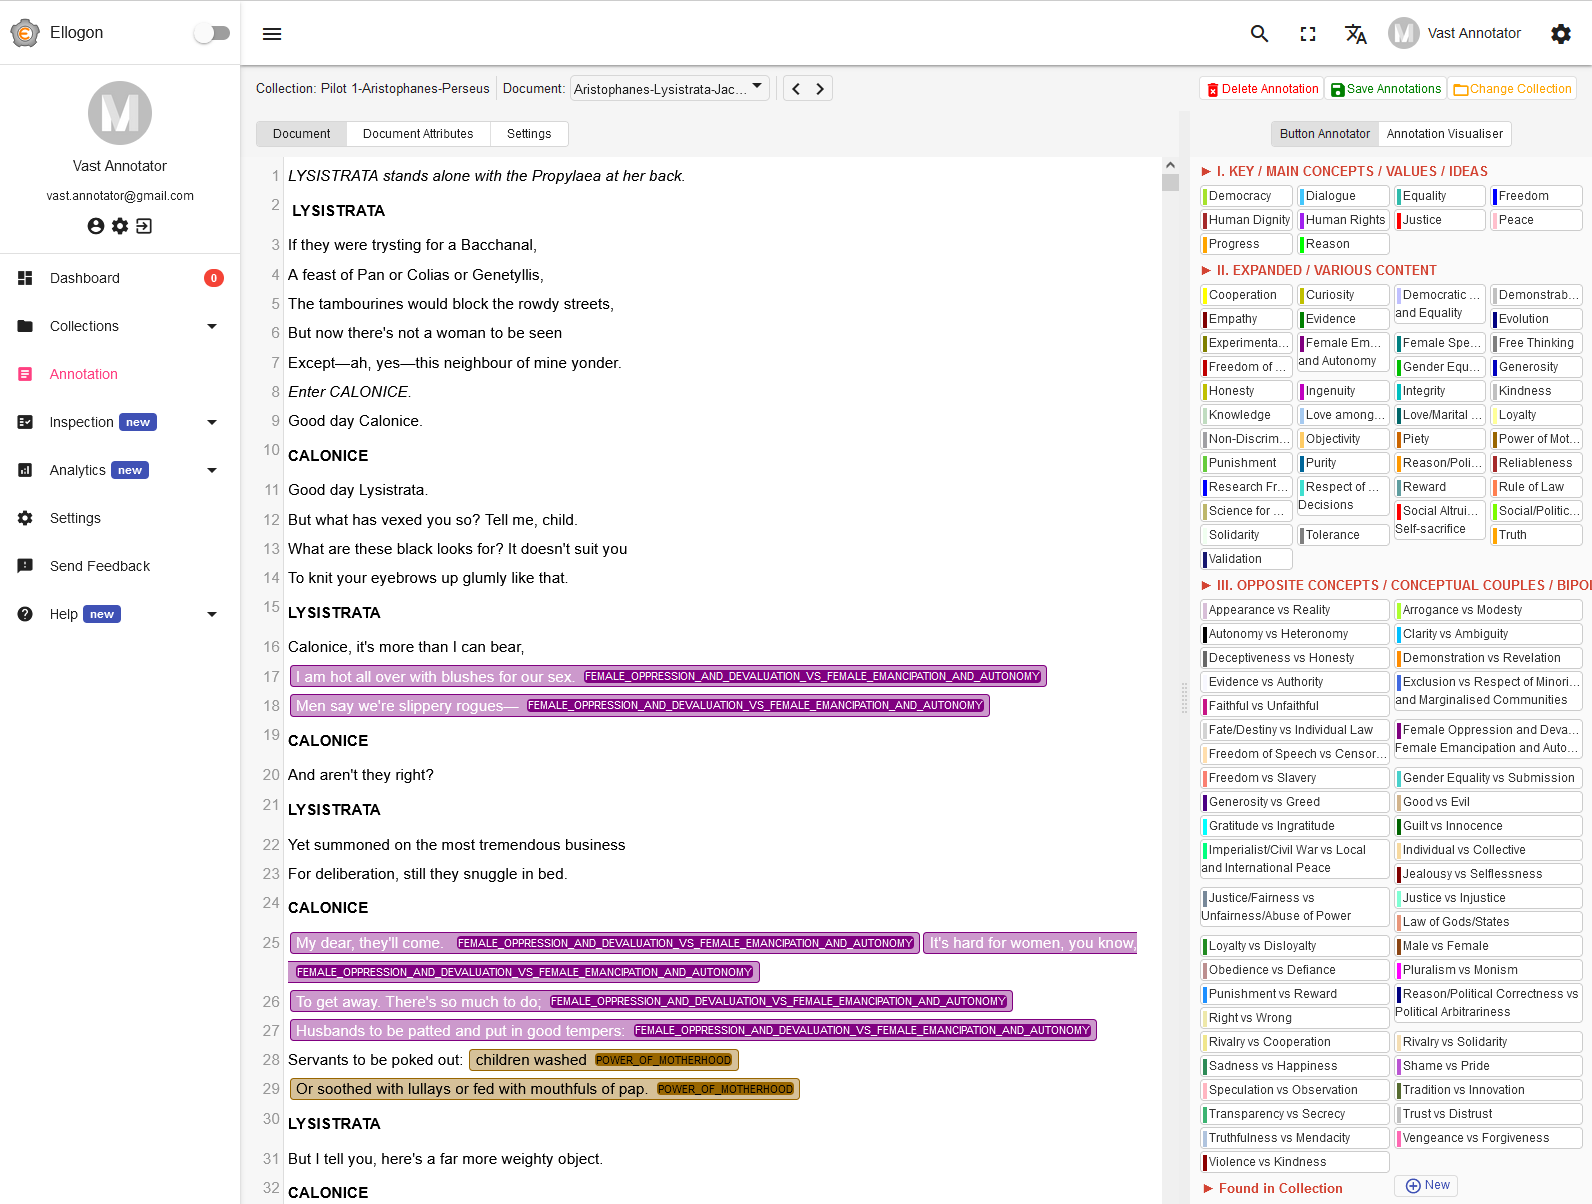 Ellogon
Vast Annotator
Collection: Pilot 1-Aristophanes-Perseus
Document:
Aristophanes-Lysistrata-Jac...
Delete Annotation
Save Annotations
Change Collection
M
Vast Annotator
vast.annotator@gmail.com
Dashboard
0
Collections
Annotation
Inspection new
Analytics new
Settings
Send Feedback
Help new
Document
Document Attributes
Settings
1 LYSISTRATA stands alone with the Propylaea at her back.
2 LYSISTRATA
3 If they were trysting for a Bacchanal,
4 A feast of Pan or Colias or Genetyllis,
5 The tambourines would block the rowdy streets,
6 But now there's not a woman to be seen
7 Except—ah, yes—this neighbour of mine yonder.
8 Enter CALONICE.
9 Good day Calonice.
10 CALONICE
11 Good day Lysistrata.
12 But what has vexed you so? Tell me, child.
13 What are these black looks for? It doesn't suit you
14 To knit your eyebrows up glumly like that.
15 LYSISTRATA
16 Calonice, it's more than I can bear,
17 I am hot all over with blushes for our sex. FEMALE_OPPRESSION_AND_DEVALUATION_VS_FEMALE_EMANCIPATION_AND_AUTONOMY
18 Men say we're slippery rogues— FEMALE_OPPRESSION_AND_DEVALUATION_VS_FEMALE_EMANCIPATION_AND_AUTONOMY
19 CALONICE
20 And aren't they right?
21 LYSISTRATA
22 Yet summoned on the most tremendous business
23 For deliberation, still they snuggle in bed.
24 CALONICE
25 My dear, they'll come. FEMALE_OPPRESSION_AND_DEVALUATION_VS_FEMALE_EMANCIPATION_AND_AUTONOMY It's hard for women, you know,
FEMALE_OPPRESSION_AND_DEVALUATION_VS_FEMALE_EMANCIPATION_AND_AUTONOMY
26 To get away. There's so much to do; FEMALE_OPPRESSION_AND_DEVALUATION_VS_FEMALE_EMANCIPATION_AND_AUTONOMY
27 Husbands to be patted and put in good tempers: FEMALE_OPPRESSION_AND_DEVALUATION_VS_FEMALE_EMANCIPATION_AND_AUTONOMY
28 Servants to be poked out: children washed POWER_OF_MOTHERHOOD
29 Or soothed with lullays or fed with mouthfuls of pap. POWER_OF_MOTHERHOOD
30 LYSISTRATA
31 But I tell you, here's a far more weighty object.
32 CALONICE
Button Annotator
Annotation Visualiser
I. KEY / MAIN CONCEPTS / VALUES / IDEAS
Democracy Dialogue Equality Freedom
Human Dignity Human Rights Justice Peace
Progress Reason
II. EXPANDED / VARIOUS CONTENT
Cooperation Curiosity Democratic ... Demonstrab...
and Equality
Empathy Evidence Evolution
Experimenta... Female Em... Female Spe... Free Thinking
and Autonomy
Freedom of ... Gender Equ... Generosity
Honesty Ingenuity Integrity Kindness
Knowledge Love among... Love/Marital ... Loyalty
Non-Discrim... Objectivity Piety Power of Mot...
Punishment Purity Reason/Poli... Reliableness
Research Fr... Respect of ... Reward Rule of Law
Decisions
Science for ... Social Altrui... Social/Politic...
Self-sacrifice
Solidarity Tolerance Truth
Validation
III. OPPOSITE CONCEPTS / CONCEPTUAL COUPLES / BIPO
Appearance vs Reality Arrogance vs Modesty
Autonomy vs Heteronomy Clarity vs Ambiguity
Deceptiveness vs Honesty Demonstration vs Revelation
Evidence vs Authority Exclusion vs Respect of Minori...
and Marginalised Communities
Faithful vs Unfaithful
Fate/Destiny vs Individual Law Female Oppression and Deva...
Female Emancipation and Auto...
Freedom of Speech vs Censor...
Freedom vs Slavery Gender Equality vs Submission
Generosity vs Greed Good vs Evil
Gratitude vs Ingratitude Guilt vs Innocence
Imperialist/Civil War vs Local Individual vs Collective
and International Peace
Jealousy vs Selflessness
Justice/Fairness vs Justice vs Injustice
Unfairness/Abuse of Power
Law of Gods/States
Loyalty vs Disloyalty Male vs Female
Obedience vs Defiance Pluralism vs Monism
Punishment vs Reward Reason/Political Correctness vs
Political Arbitrariness
Right vs Wrong
Rivalry vs Cooperation Rivalry vs Solidarity
Sadness vs Happiness Shame vs Pride
Speculation vs Observation Tradition vs Innovation
Transparency vs Secrecy Trust vs Distrust
Truthfulness vs Mendacity Vengeance vs Forgiveness
Violence vs Kindness
Found in Collection
New